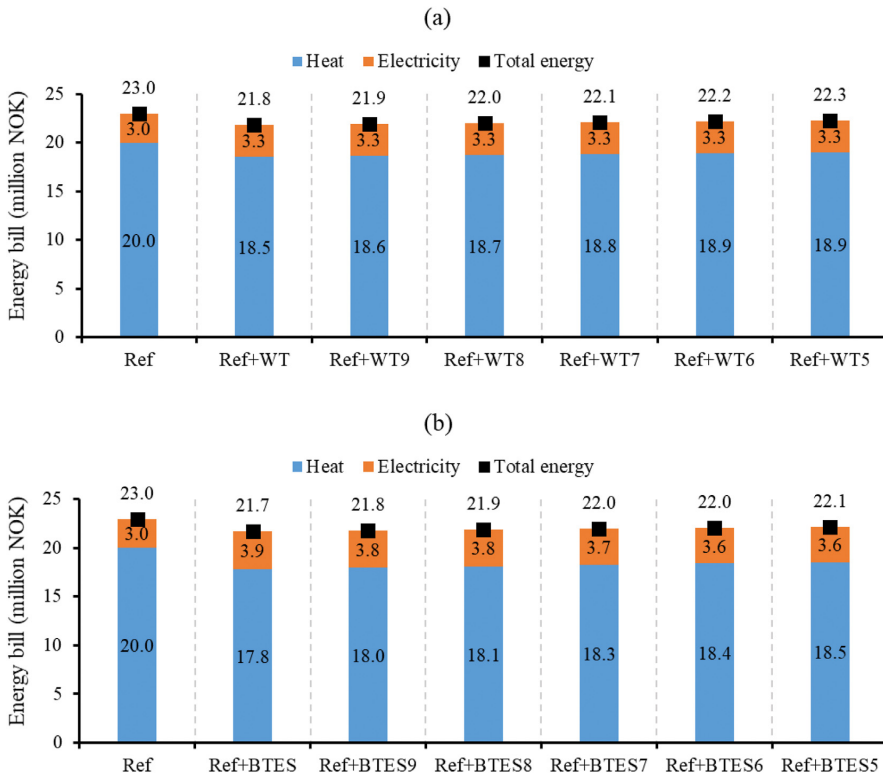 (a)
Heat Electricity Total energy
Energy bill (million NOK)
25
20
15
10
5
0
23.0 21.8 21.9 22.0 22.1 22.2 22.3
3.0 3.3 3.3 3.3 3.3 3.3 3.3
20.0 18.5 18.6 18.7 18.8 18.9 18.9
Ref Ref+WT Ref+WT9 Ref+WT8 Ref+WT7 Ref+WT6 Ref+WT5
(b)
Heat Electricity Total energy
Energy bill (million NOK)
25
20
15
10
5
0
23.0 21.7 21.8 21.9 22.0 22.0 22.1
3.0 3.9 3.8 3.8 3.7 3.6 3.6
20.0 17.8 18.0 18.1 18.3 18.4 18.5
Ref Ref+BTES Ref+BTES9 Ref+BTES8 Ref+BTES7 Ref+BTES6 Ref+BTES5